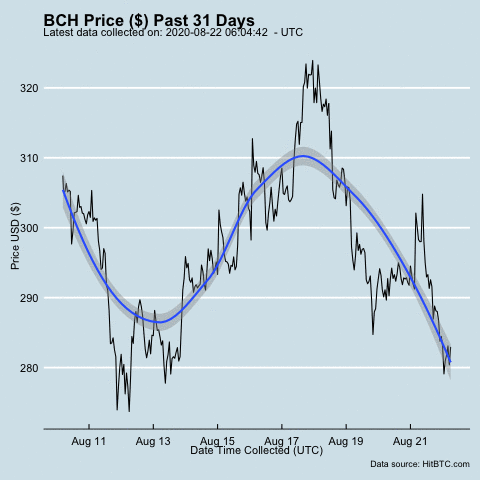 BCH Price ($) Past 31 Days
Latest data collected on: 2020-08-22 06:04:42 - UTC
320
310
300
290
280
Price USD ($)
Aug 11 Aug 13 Aug 15 Aug 17 Aug 19 Aug 21
Date Time Collected (UTC)
Data source: HitBTC.com